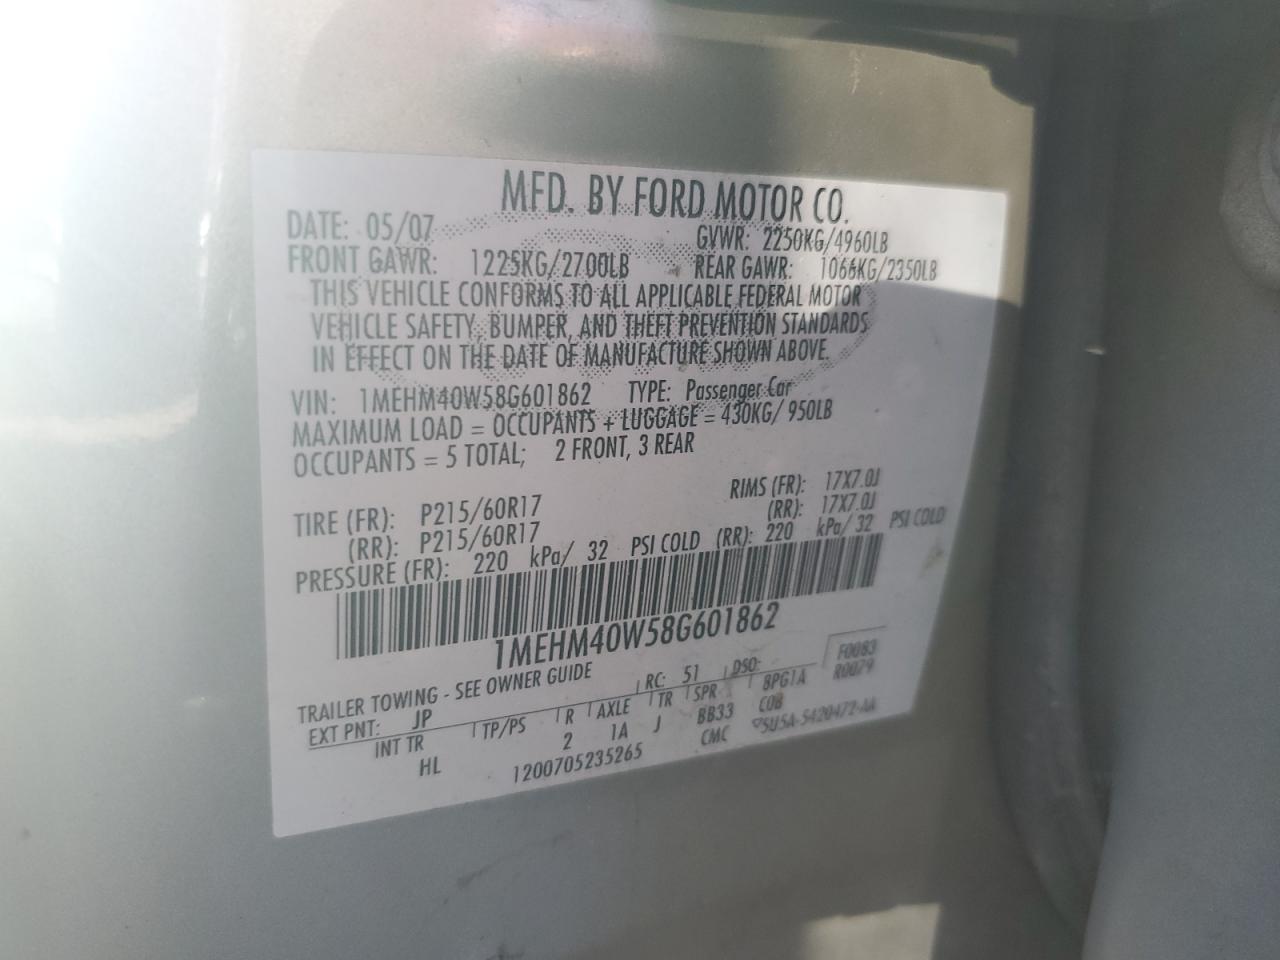 MFD. BY FORD MOTOR CO.
DATE: 05/07 GVWR: 2250KG/4960LB
FRONT GAWR: 1225KG/2700LB REAR GAWR: 1066KG/2350LB
THIS VEHICLE CONFORMS TO ALL APPLICABLE FEDERAL MOTOR
VEHICLE SAFETY, BUMPER, AND THEFT PREVENTION STANDARDS
IN EFFECT ON THE DATE OF MANUFACTURE SHOWN ABOVE.
VIN: 1MEHM40W58G601862 TYPE: Passenger Car
MAXIMUM LOAD = OCCUPANTS + LUGGAGE = 430KG/ 950LB
OCCUPANTS = 5 TOTAL; 2 FRONT, 3 REAR
TIRE (FR): P215/60R17 RIMS (FR): 17X7.0J
(RR): P215/60R17 (RR): 17X7.0J
PRESSURE (FR): 220 kPa/ 32 PSI COLD (RR): 220 kPa/ 32 PSI COLD
1MEHM40W58G601862
TRAILER TOWING - SEE OWNER GUIDE RC: 51 DSO: F0083
R0079
EXT PNT: JP TP/PS R AXLE TR SPR 8PG1A
INT TR 2 1A J BB33 COB
HL 1200705235265 CMC 5U5A-5420472-AA